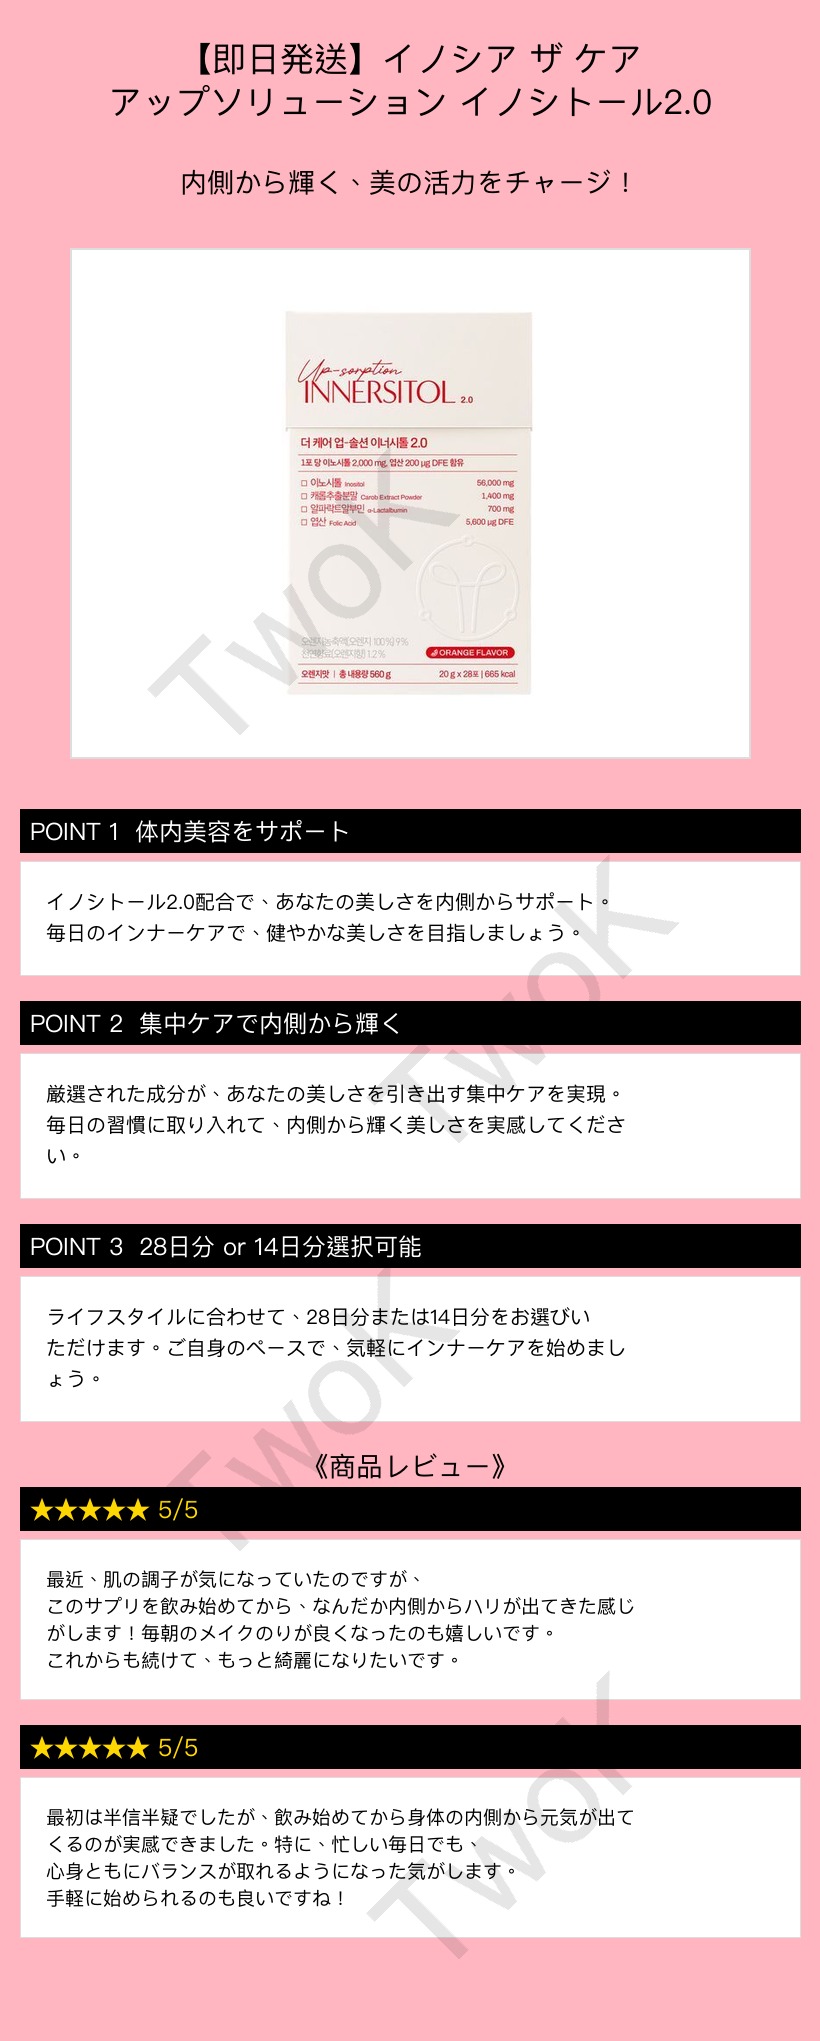 【即日発送】イノシア ザ ケア
アップソリューション イノシトール2.0
内側から輝く、美の活力をチャージ！
Up-sorption
INNERSITOL 2.0
더 케어 업-솔션 이너시톨 2.0
1포 당 이노시톨 2,000 mg, 엽산 200 µg DFE 함유
이노시톨 Inositol 56,000 mg
캐롭추출분말 Carob Extract Powder 1,400 mg
알파락트알부민 α-Lactalbumin 700 mg
엽산 Folic Acid 5,600 µg DFE
오렌지농축액(오렌지 100%) 9%
천연향료(오렌지향) 1.2%
ORANGE FLAVOR
오렌지맛 | 총 내용량 560 g 20 g x 28포 | 665 kcal
TwoK
POINT 1 体内美容をサポート
イノシトール2.0配合で、あなたの美しさを内側からサポート。
毎日のインナーケアで、健やかな美しさを目指しましょう。
TwoK
POINT 2 集中ケアで内側から輝く
厳選された成分が、あなたの美しさを引き出す集中ケアを実現。
毎日の習慣に取り入れて、内側から輝く美しさを実感してくださ
い。
POINT 3 28日分 or 14日分選択可能
ライフスタイルに合わせて、28日分または14日分をお選びい
ただけます。ご自身のペースで、気軽にインナーケアを始めまし
ょう。
TwoK
《商品レビュー》
★★★★★ 5/5
最近、肌の調子が気になっていたのですが、
このサプリを飲み始めてから、なんだか内側からハリが出てきた感じ
がします！毎朝のメイクのりが良くなったのも嬉しいです。
これからも続けて、もっと綺麗になりたいです。
★★★★★ 5/5
最初は半信半疑でしたが、飲み始めてから身体の内側から元気が出て
くるのが実感できました。特に、忙しい毎日でも、
心身ともにバランスが取れるようになった気がします。
手軽に始められるのも良いですね！
TwoK